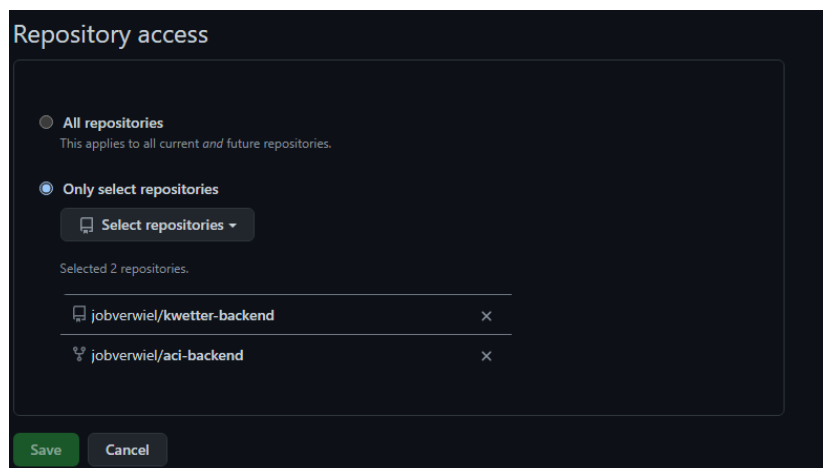 Repository access
All repositories
This applies to all current and future repositories.
Only select repositories
Select repositories
Selected 2 repositories.
jobverwiel/kwetter-backend
jobverwiel/aci-backend
Save Cancel